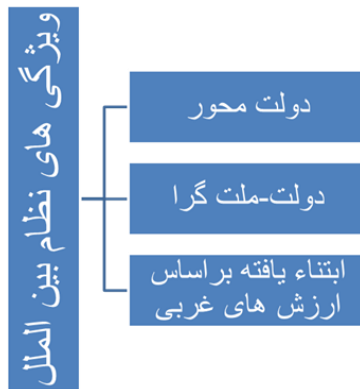 ویژگی های نظام بین الملل
دولت محور
دولت-ملت گرا
ابتناء یافته براساس
ارزش های غربی